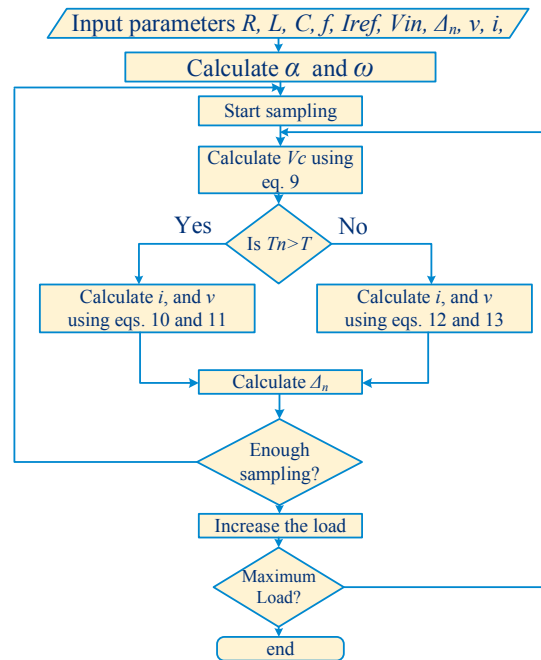 Input parameters R, L, C, f, Iref, Vin, Δn, v, i,
Calculate α and ω
Start sampling
Calculate Vc using
eq. 9
Yes
No
Is Tn>T
Calculate i, and v
using eqs. 10 and 11
Calculate i, and v
using eqs. 12 and 13
Calculate Δn
Enough
sampling?
Increase the load
Maximum
Load?
end